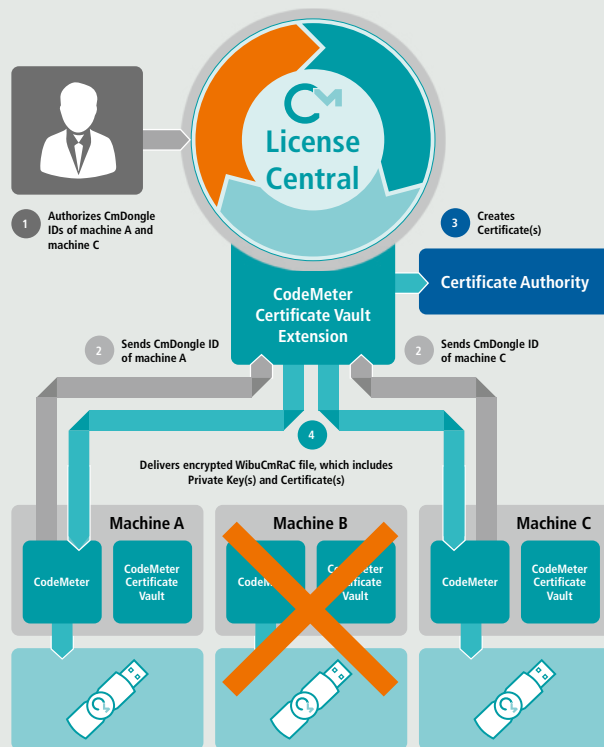 License
Central
1
Authorizes CmDongle
IDs of machine A and
machine C
3
Creates
Certificate(s)
Certificate Authority
CodeMeter
Certificate Vault
Extension
2
Sends CmDongle ID
of machine A
2
Sends CmDongle ID
of machine C
4
Delivers encrypted WibuCmRaC file, which includes
Private Key(s) and Certificate(s)
Machine A
CodeMeter
CodeMeter
Certificate
Vault
Machine B
Certificate
Vault
Machine C
CodeMeter
CodeMeter
Certificate
Vault